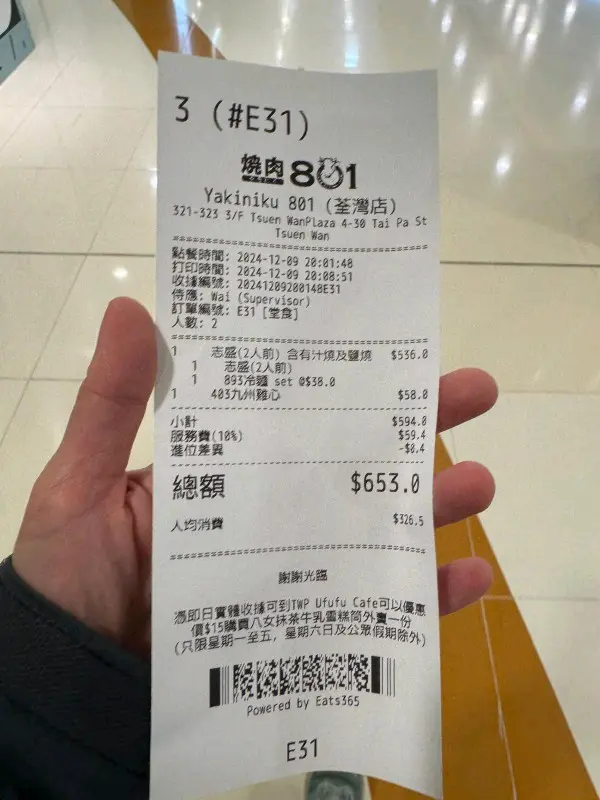 3 (#E31)
燒肉801
Yakiniku 801 (荃灣店)
321-323 3/F Tsuen WanPlaza 4-30 Tai Pa St
Tsuen Wan
點餐時間: 2024-12-09 20:01:48
打印時間: 2024-12-09 20:08:51
收據編號: 20241209200148E31
侍應: Wai (Supervisor)
訂單編號: E31 [堂食]
人數: 2
1 志盛(2人前) 含有汁燒及鹽燒 $536.0
1 志盛(2人前)
1 893冷麵 set @$38.0
1 403九州雞心 $58.0
小計 $594.0
服務費(10%) $59.4
進位差異 -$0.4
總額 $653.0
人均消費 $326.5
謝謝光臨
憑即日實體收據可到TWP Ufufu Cafe可以優惠
價$15購買八女抹茶牛乳雪糕筒外賣一份
(只限星期一至五，星期六日及公眾假期除外)
Powered by Eats365
E31